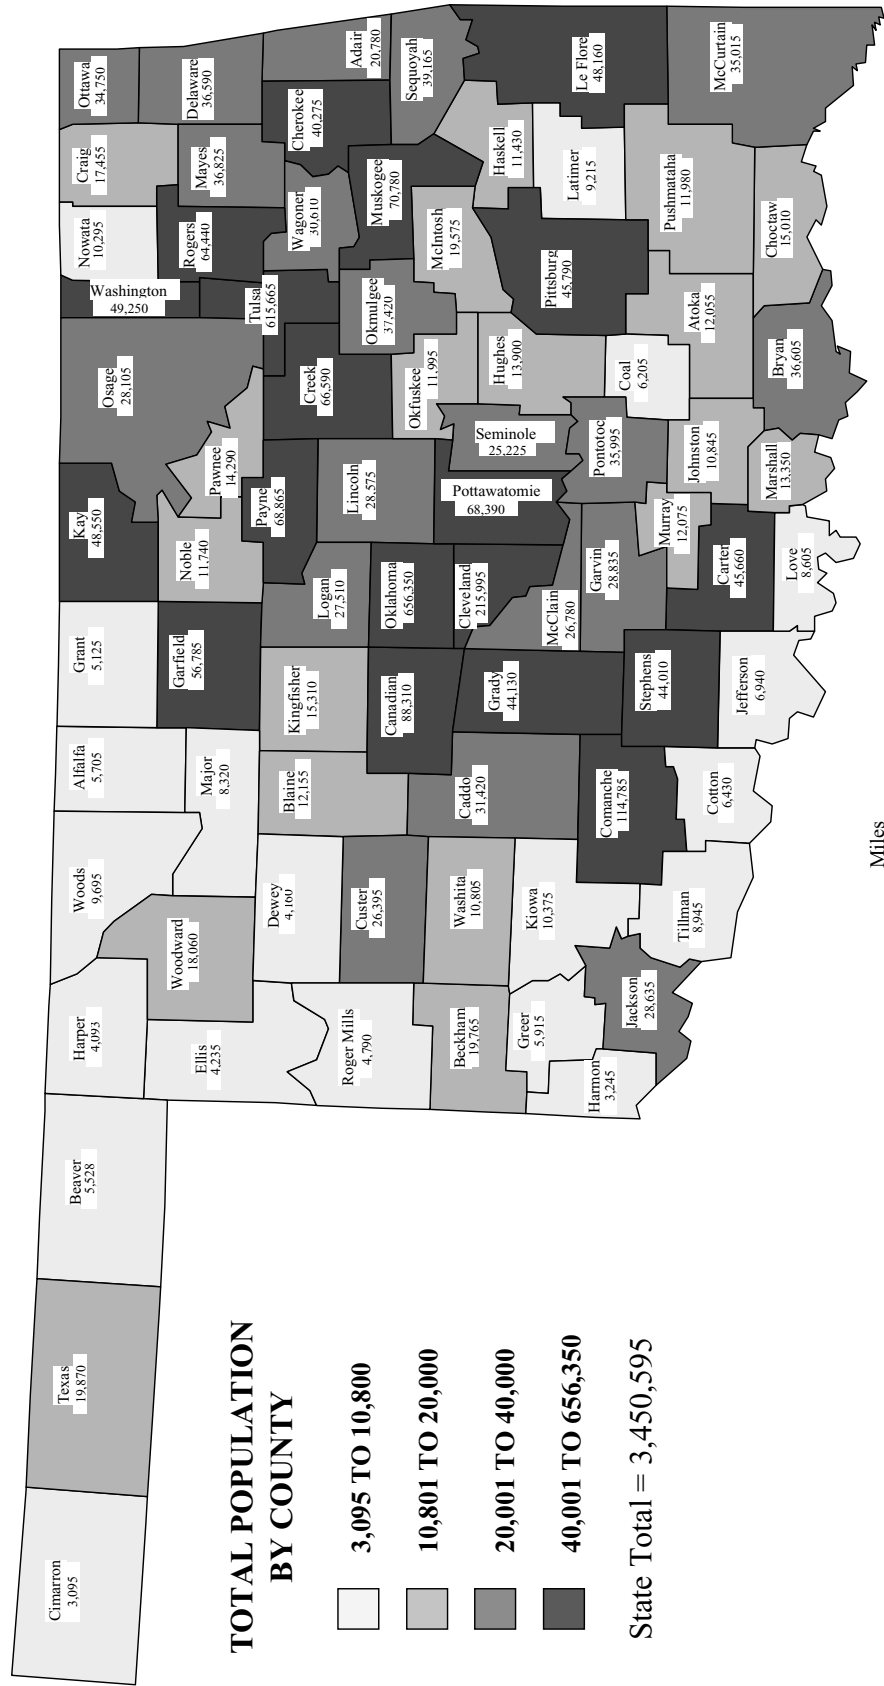 Cimarron
3,095
Texas
19,870
Beaver
5,528
Harper
4,093
Woods
9,695
Alfalfa
5,705
Grant
5,125
Kay
48,550
Osage
28,105
Washington
49,250
Nowata
10,295
Craig
17,455
Ottawa
34,750
Ellis
4,235
Woodward
18,060
Major
8,320
Garfield
56,785
Noble
11,740
Pawnee
14,290
Rogers
64,440
Mayes
36,825
Delaware
36,590
Tulsa
615,665
Roger Mills
4,790
Dewey
4,160
Blaine
12,155
Kingfisher
15,310
Logan
27,510
Payne
68,865
Creek
66,590
Wagoner
30,610
Cherokee
40,275
Adair
20,780
Custer
26,395
Canadian
88,310
Oklahoma
656,350
Lincoln
28,575
Okmulgee
37,420
Muskogee
70,780
Sequoyah
39,165
Beckham
19,765
Washita
10,805
Caddo
31,420
Grady
44,130
Cleveland
215,995
Pottawatomie
68,390
Seminole
25,225
Okfuskee
11,995
McIntosh
19,575
Haskell
11,430
Le Flore
48,160
Greer
5,915
Kiowa
10,375
McClain
26,780
Hughes
13,900
Pittsburg
45,790
Latimer
9,215
Harmon
3,245
Jackson
28,635
Comanche
114,785
Stephens
44,010
Garvin
28,835
Pontotoc
35,995
Coal
6,205
Tillman
8,945
Cotton
6,430
Murray
12,075
Johnston
10,845
Atoka
12,055
Pushmataha
11,980
McCurtain
35,015
Jefferson
6,940
Carter
45,660
Love
8,605
Marshall
13,350
Bryan
36,605
Choctaw
15,010
TOTAL POPULATION
BY COUNTY
3,095 TO 10,800
10,801 TO 20,000
20,001 TO 40,000
40,001 TO 656,350
State Total = 3,450,595
Miles